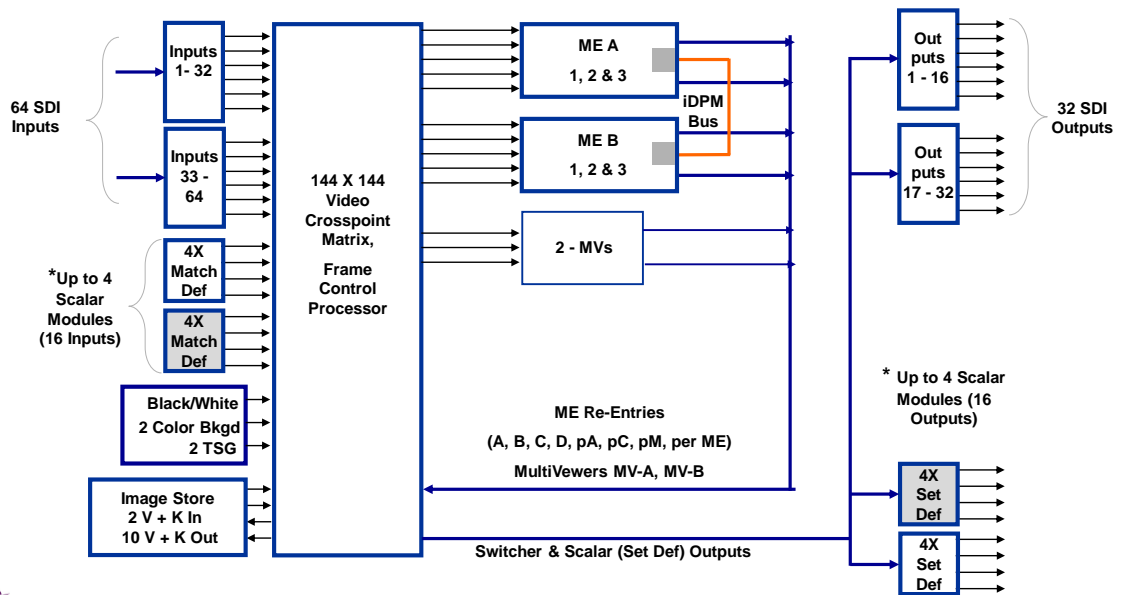 64 SDI
Inputs
Inputs
1- 32
Inputs
33 -
64
*Up to 4
Scalar
Modules
(16 Inputs)
4X
Match
Def
4X
Match
Def
Black/White
2 Color Bkgd
2 TSG
Image Store
2 V + K In
10 V + K Out
144 X 144
Video
Crosspoint
Matrix,
Frame
Control
Processor
ME A
1, 2 & 3
iDPM
Bus
ME B
1, 2 & 3
2 - MVs
ME Re-Entries
(A, B, C, D, pA, pC, pM, per ME)
MultiVewers MV-A, MV-B
Switcher & Scalar (Set Def) Outputs
Out
puts
1 - 16
Out
puts
17 - 32
32 SDI
Outputs
* Up to 4 Scalar
Modules (16
Outputs)
4X
Set
Def
4X
Set
Def